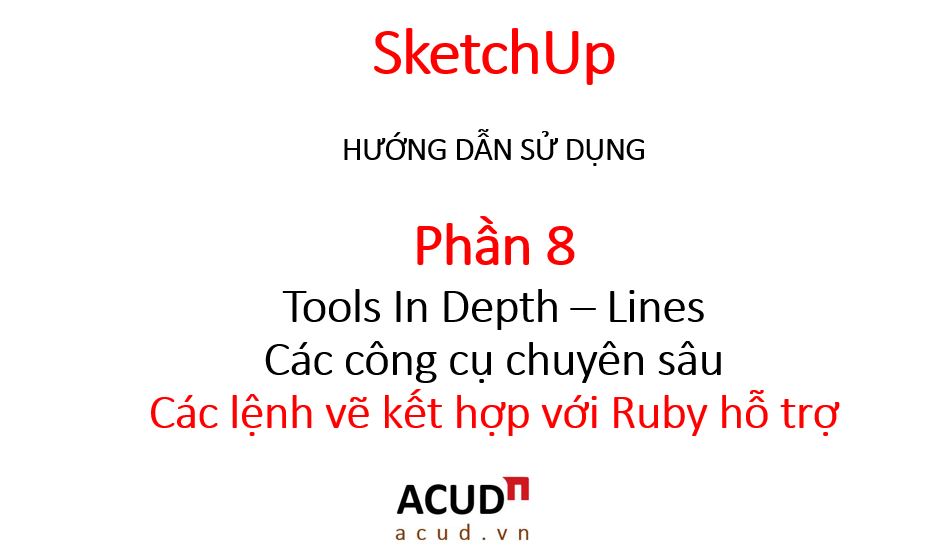 SketchUp
HƯỚNG DẪN SỬ DỤNG
Phần 8
Tools In Depth – Lines
Các công cụ chuyên sâu
Các lệnh vẽ kết hợp với Ruby hỗ trợ
ACUD
acud.vn